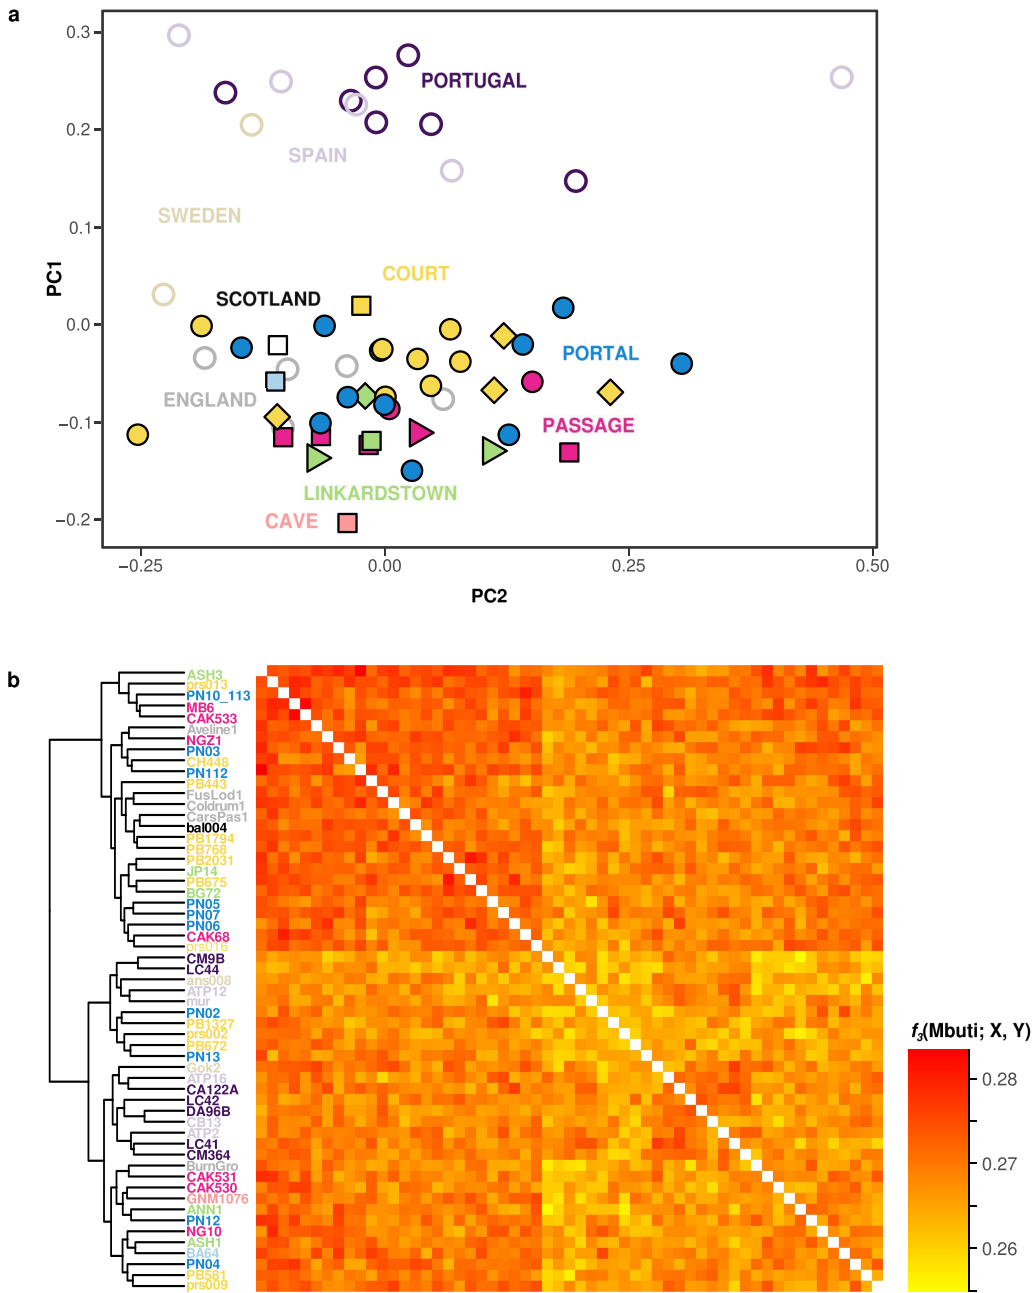 a
0.3
0.2
0.1
0.0
−0.1
−0.2
PC1
PORTUGAL
SPAIN
SWEDEN
COURT
SCOTLAND
PORTAL
ENGLAND
PASSAGE
LINKARDSTOWN
CAVE
−0.25
0.00
0.25
0.50
PC2
b
ASH3
prs013
PN10_113
MB6
CAK533
Aveline1
NGZ1
PN03
CH448
PN112
PB443
FusLod1
Coldrum1
CarsPas1
bal004
PB1794
PB768
PB2031
JP14
PB675
BG72
PN05
PN07
PN06
CAK68
prs016
CM9B
LC44
ans008
ATP12
mur
PN02
PB1327
prs002
PB672
PN13
Gok2
ATP16
CA122A
LC42
DA96B
CB13
ATP2
LC41
CM364
BurnGro
CAK531
CAK530
GNM1076
ANN1
PN12
NG10
ASH1
BA64
PN04
PB581
prs009
f3(Mbuti; X, Y)
0.28
0.27
0.26